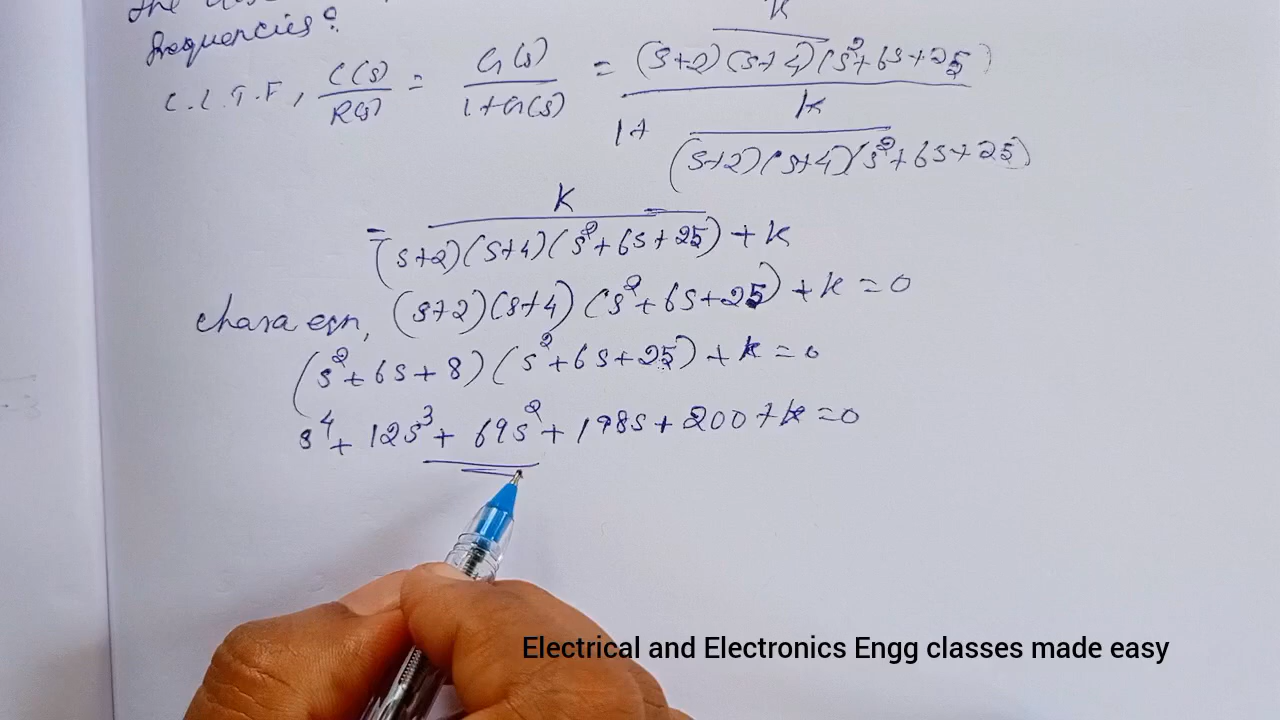 the
frequencies?
C.L.T.F, C(s)/R(s) = G(s)/1+G(s) = K/(s+2)(s+4)(s²+6s+25) / 1+ K/(s+2)(s+4)(s²+6s+25)
= K/(s+2)(s+4)(s²+6s+25)+K
chara eqn, (s+2)(s+4)(s²+6s+25)+K=0
(s²+6s+8)(s²+6s+25)+K=0
s⁴+12s³+69s²+198s+200+K=0
Electrical and Electronics Engg classes made easy